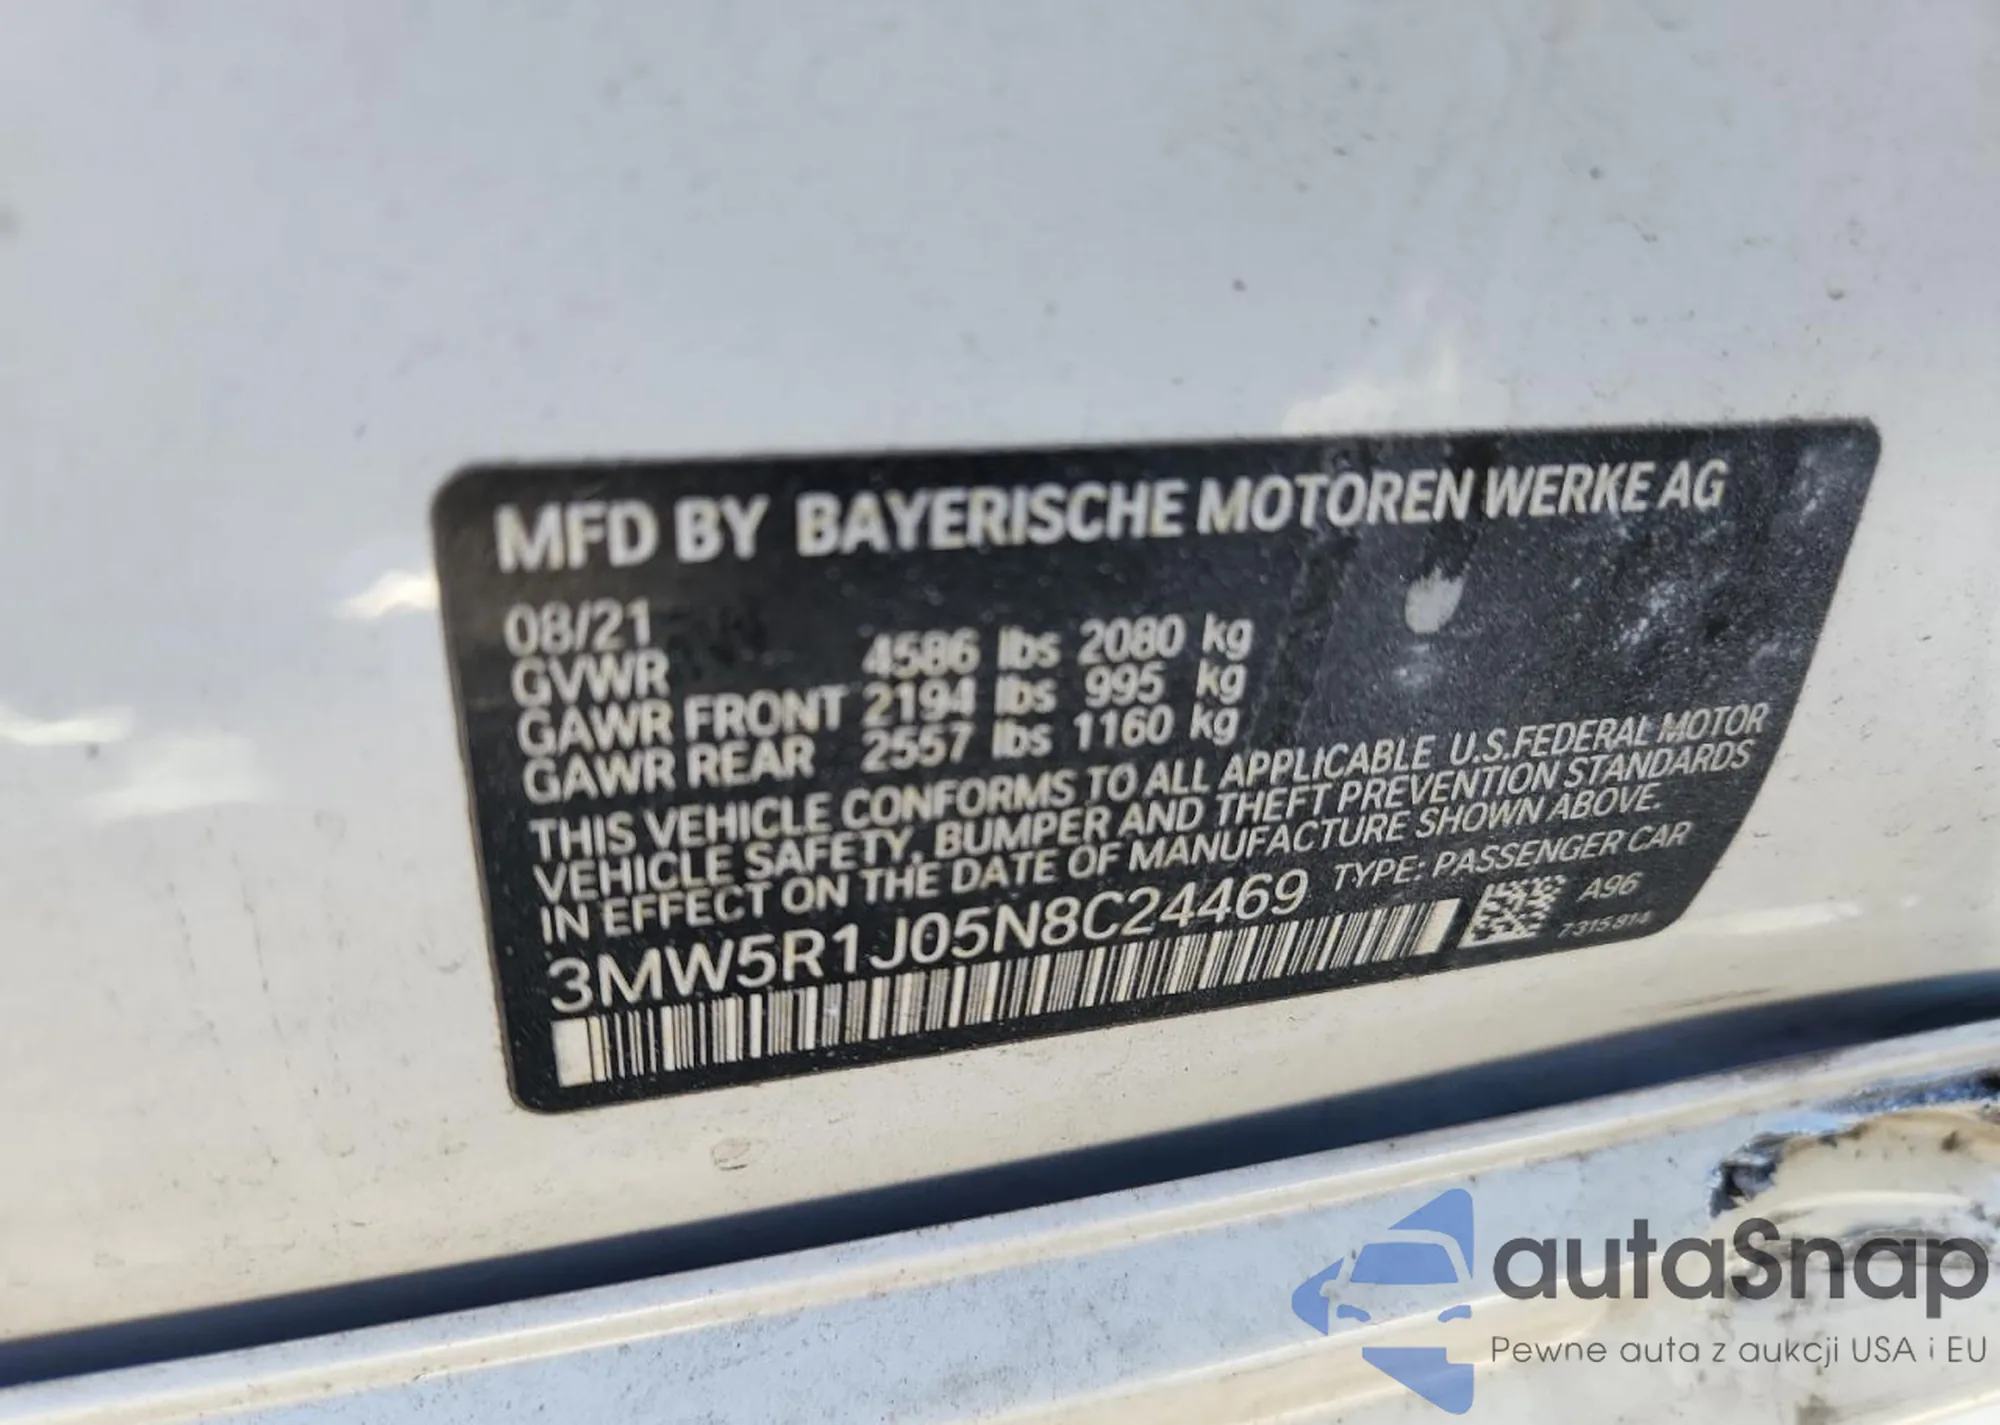 MFD BY BAYERISCHE MOTOREN WERKE AG
08/21
GVWR 4586 lbs 2080 kg
GAWR FRONT 2194 lbs 995 kg
GAWR REAR 2557 lbs 1160 kg
THIS VEHICLE CONFORMS TO ALL APPLICABLE U.S.FEDERAL MOTOR
VEHICLE SAFETY, BUMPER AND THEFT PREVENTION STANDARDS
IN EFFECT ON THE DATE OF MANUFACTURE SHOWN ABOVE.
3MW5R1J05N8C24469 TYPE: PASSENGER CAR
A96
7315814
autaSnap
Pewne auta z aukcji USA i EU